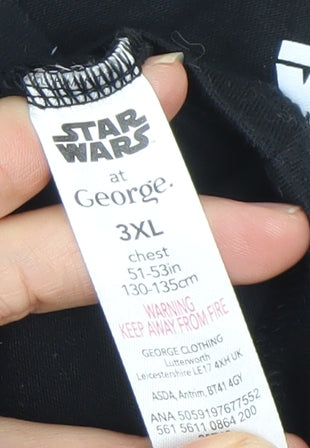 STAR
WARS
at
George.
3XL
chest
51-53in
130-135cm
WARNING
KEEP AWAY FROM FIRE
GEORGE CLOTHING
Lutterworth
Leicestershire LE17 4XH UK
ASDA, Antrim, BT41 4GY
ANA 5059197677552
561 5611 0864 200